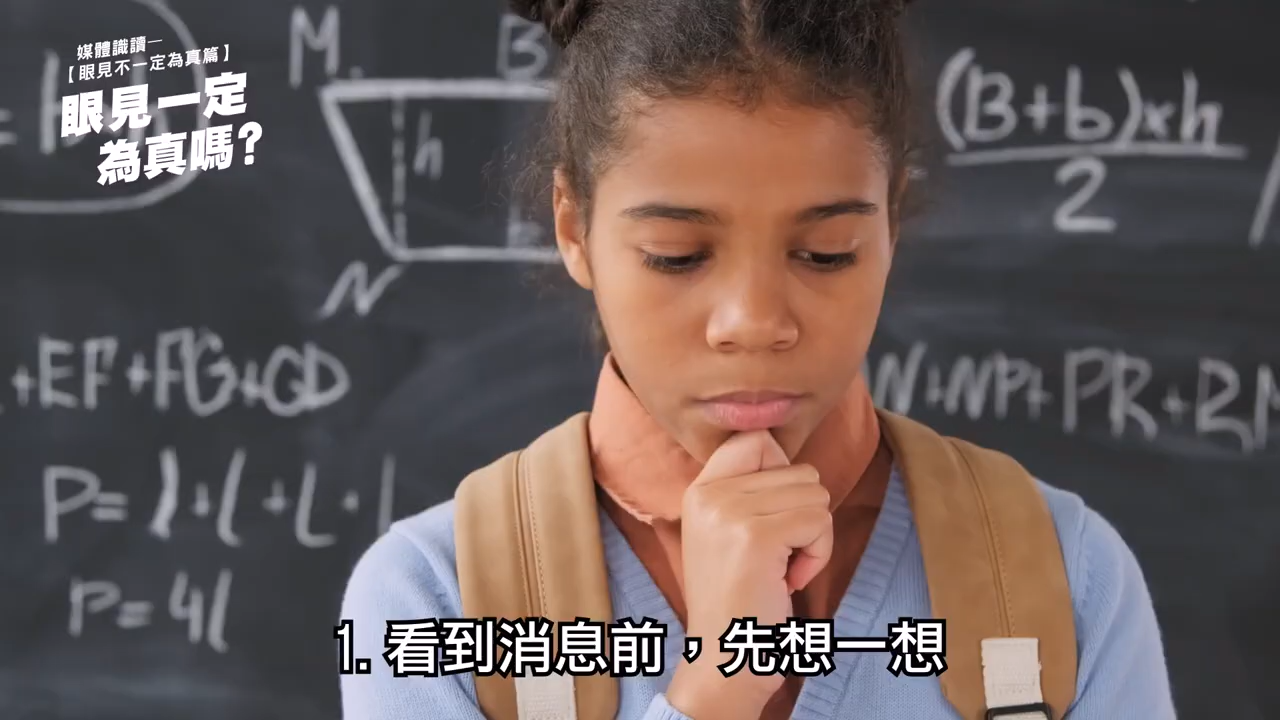 媒體識讀—
【眼見不一定為真篇】
眼見一定
為真嗎?
M
B
h
(B+b)×h
2
N
+EF+FG+GD
N+NP+PR+RM
P=l+l+l+l
P=4l
1. 看到消息前，先想一想